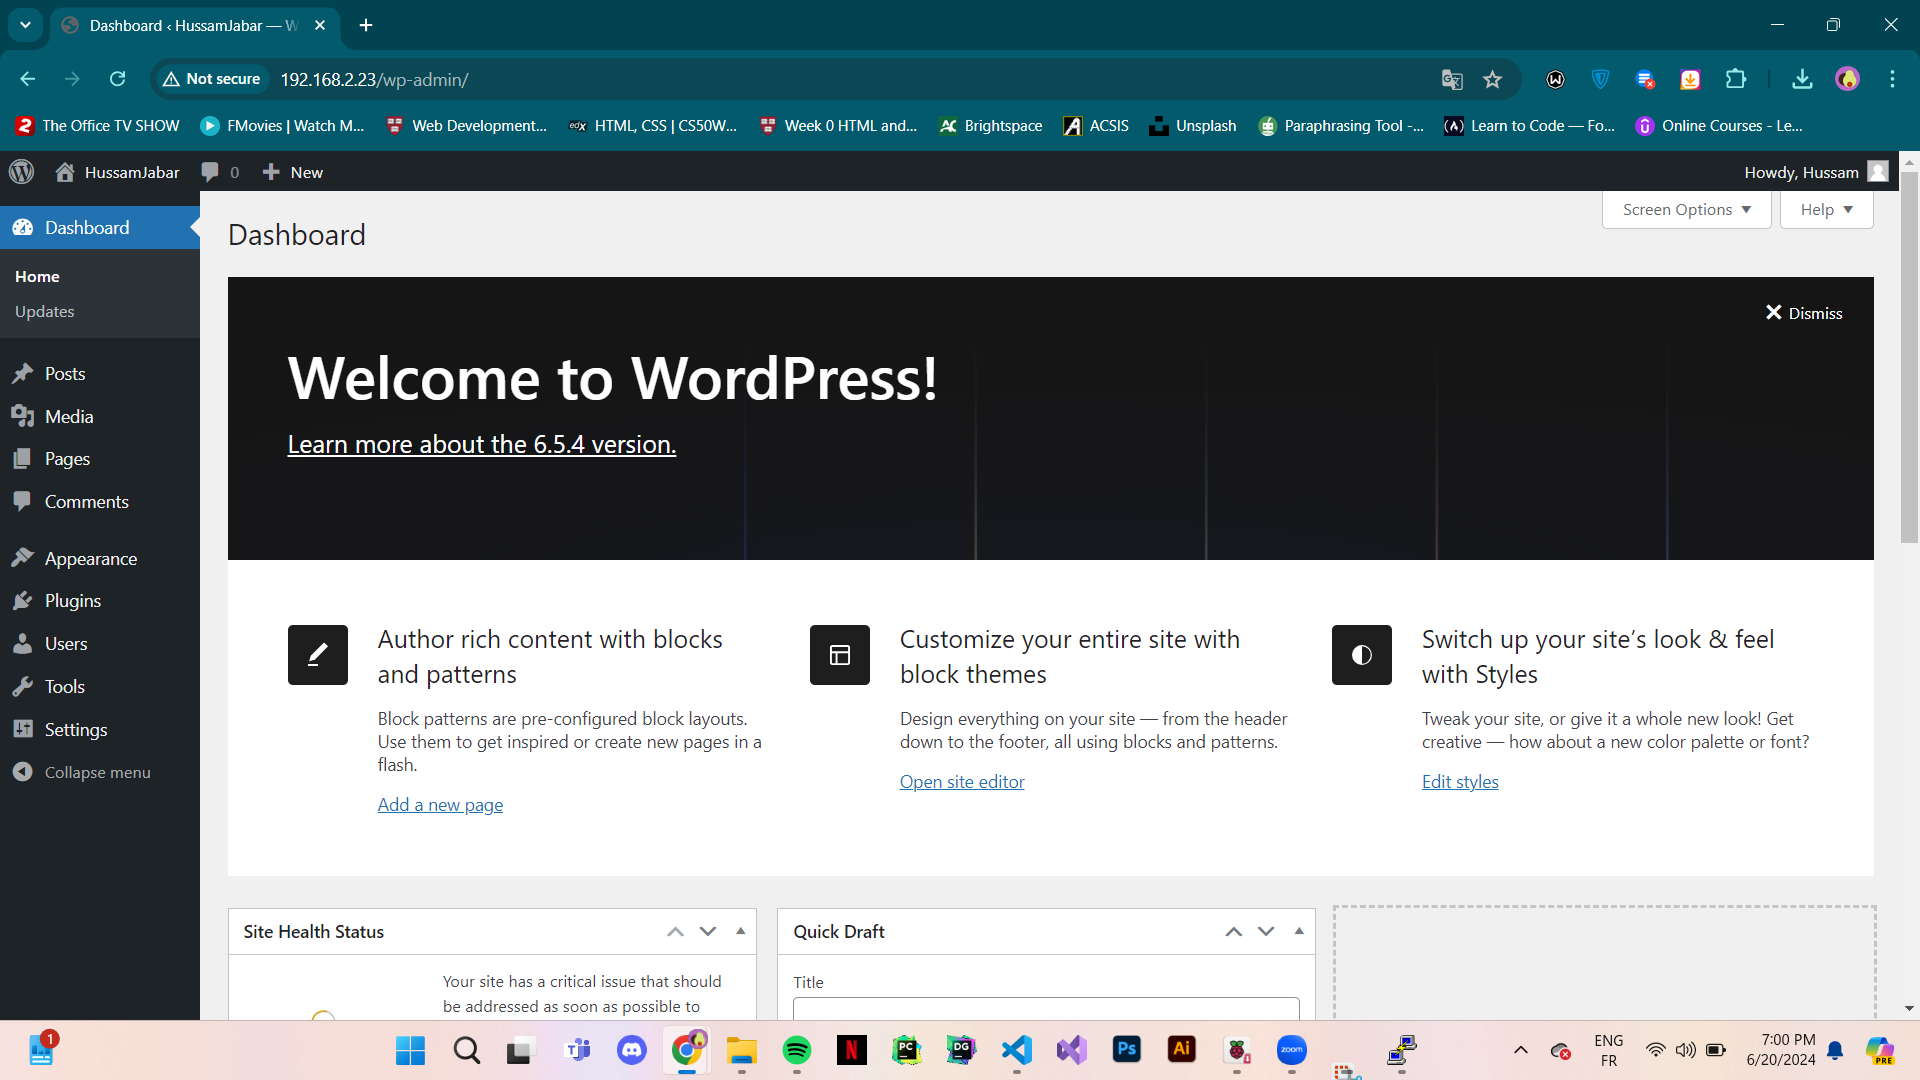 Dashboard ‹ HussamJabar — W
Not secure 192.168.2.23/wp-admin/
The Office TV SHOW FMovies | Watch M... Web Development... edX HTML, CSS | CS50W... Week 0 HTML and... AC Brightspace ACSIS Unsplash Paraphrasing Tool -... Learn to Code — Fo... Online Courses - Le...
HussamJabar 0 New Howdy, Hussam
Screen Options Help
Dashboard
Dashboard
Home
Updates
Posts
Media
Pages
Comments
Appearance
Plugins
Users
Tools
Settings
Collapse menu
Dismiss
Welcome to WordPress!
Learn more about the 6.5.4 version.
Author rich content with blocks
and patterns
Block patterns are pre-configured block layouts.
Use them to get inspired or create new pages in a
flash.
Add a new page
Customize your entire site with
block themes
Design everything on your site — from the header
down to the footer, all using blocks and patterns.
Open site editor
Switch up your site’s look & feel
with Styles
Tweak your site, or give it a whole new look! Get
creative — how about a new color palette or font?
Edit styles
Site Health Status
Your site has a critical issue that should
be addressed as soon as possible to
Quick Draft
Title
1
N PC DG Ps Ai zoom
ENG
FR
7:00 PM
6/20/2024
PRE